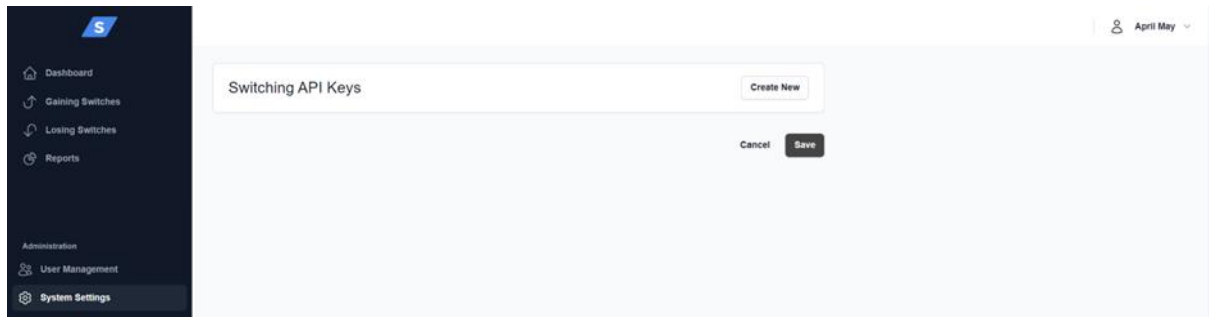 S
April May
Dashboard
Gaining Switches
Losing Switches
Reports
Administration
User Management
System Settings
Switching API Keys
Create New
Cancel
Save